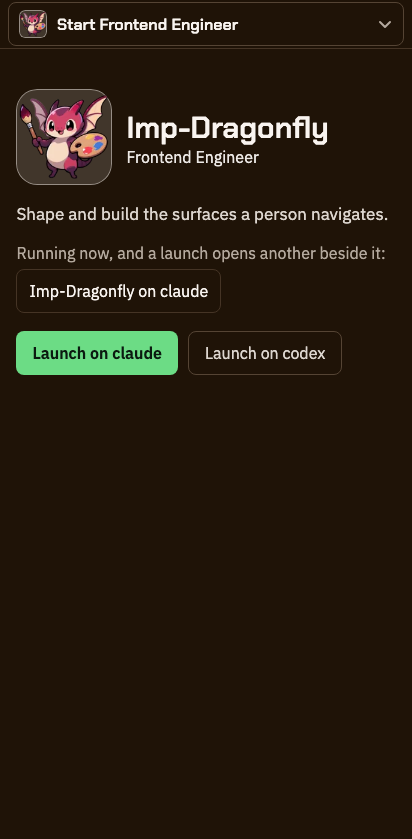 Start Frontend Engineer
Imp-Dragonfly
Frontend Engineer
Shape and build the surfaces a person navigates.
Running now, and a launch opens another beside it:
Imp-Dragonfly on claude
Launch on claude
Launch on codex